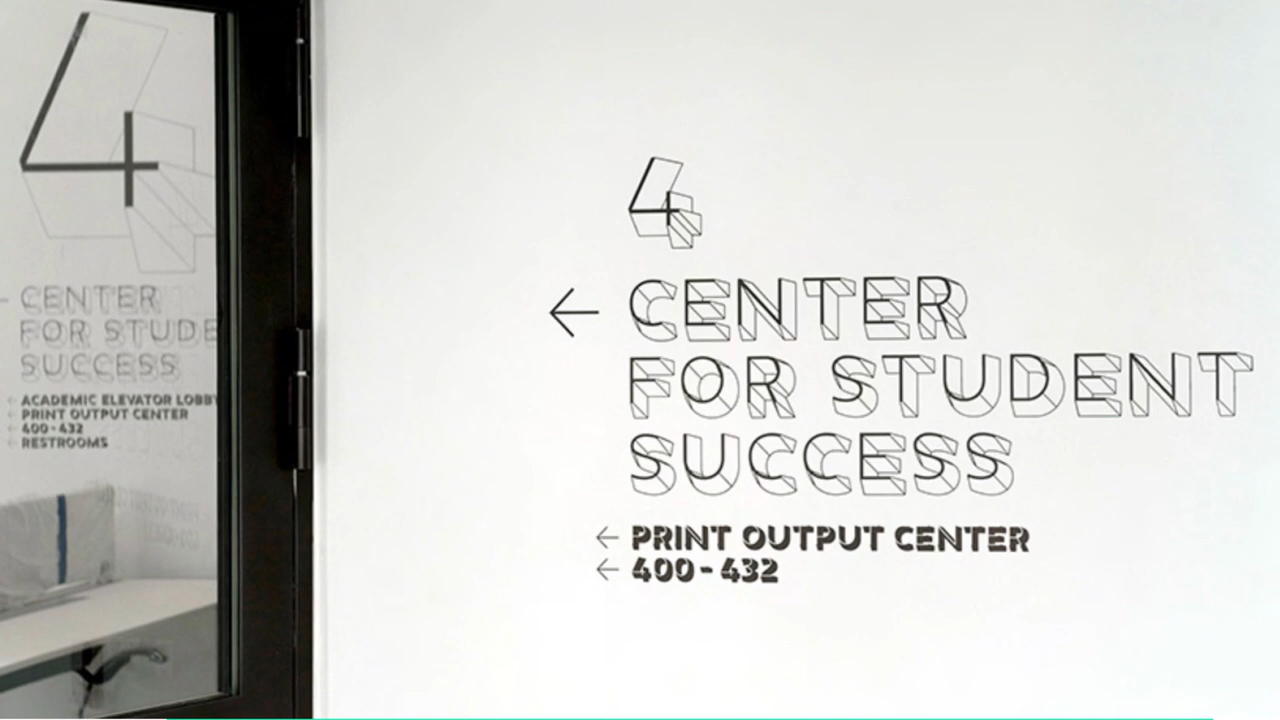 4
CENTER
FOR STUDE
SUCCESS
ACADEMIC ELEVATOR LOBBY
PRINT OUTPUT CENTER
400-432
RESTROOMS
4
← CENTER
FOR STUDENT
SUCCESS
← PRINT OUTPUT CENTER
← 400-432